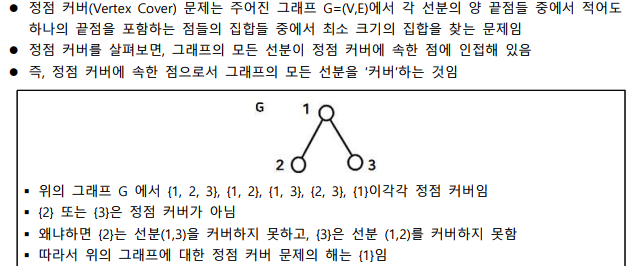 ● 정점 커버(Vertex Cover) 문제는 주어진 그래프 G=(V,E)에서 각 선분의 양 끝점들 중에서 적어도
하나의 끝점을 포함하는 점들의 집합들 중에서 최소 크기의 집합을 찾는 문제임
● 정점 커버를 살펴보면, 그래프의 모든 선분이 정점 커버에 속한 점에 인접해 있음
● 즉, 정점 커버에 속한 점으로서 그래프의 모든 선분을 '커버'하는 것임
G 1
2 3
▪ 위의 그래프 G 에서 {1, 2, 3}, {1, 2}, {1, 3}, {2, 3}, {1}이각각 정점 커버임
▪ {2} 또는 {3}은 정점 커버가 아님
▪ 왜냐하면 {2}는 선분(1,3)을 커버하지 못하고, {3}은 선분 (1,2)를 커버하지 못함
▪ 따라서 위의 그래프에 대한 정점 커버 문제의 해는 {1}임